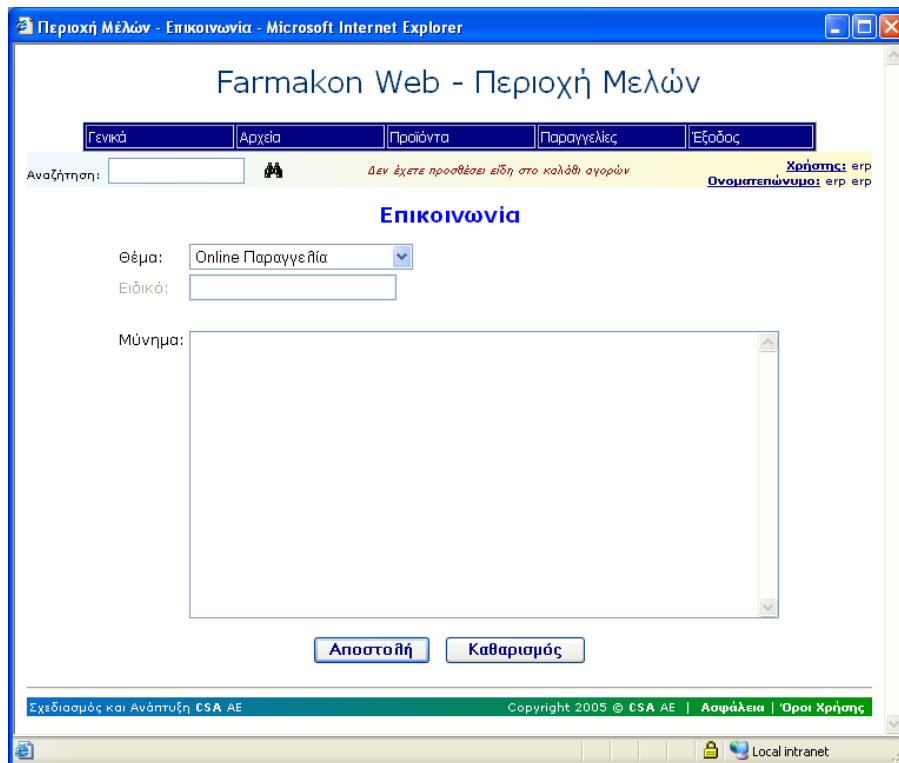 Περιοχή Μέλών - Επικοινωνία - Microsoft Internet Explorer
Farmakon Web - Περιοχή Μελών
Γενικά Αρχεία Προϊόντα Παραγγελίες Έξοδος
Αναζήτηση: Δεν έχετε προσθέσει είδη στο καλάθι αγορών Χρήστης: erp
Ονοματεπώνυμο: erp erp
Επικοινωνία
Θέμα: Online Παραγγελία
Ειδικό:
Μύνημα:
Αποστολή Καθαρισμός
Σχεδιασμός και Ανάπτυξη CSA AE Copyright 2005 © CSA AE | Ασφάλεια | Όροι Χρήσης
Local intranet